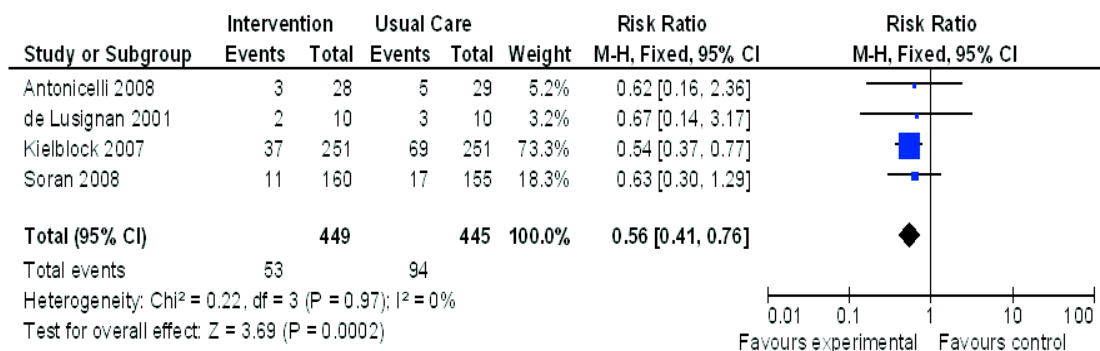 Intervention Usual Care Risk Ratio Risk Ratio
Study or Subgroup Events Total Events Total Weight M-H, Fixed, 95% CI M-H, Fixed, 95% CI
Antonicelli 2008 3 28 5 29 5.2% 0.62 [0.16, 2.36]
de Lusignan 2001 2 10 3 10 3.2% 0.67 [0.14, 3.17]
Kielblock 2007 37 251 69 251 73.3% 0.54 [0.37, 0.77]
Soran 2008 11 160 17 155 18.3% 0.63 [0.30, 1.29]
Total (95% CI) 449 445 100.0% 0.56 [0.41, 0.76]
Total events 53 94
Heterogeneity: Chi² = 0.22, df = 3 (P = 0.97); I² = 0%
Test for overall effect: Z = 3.69 (P = 0.0002)
0.01 0.1 1 10 100
Favours experimental Favours control